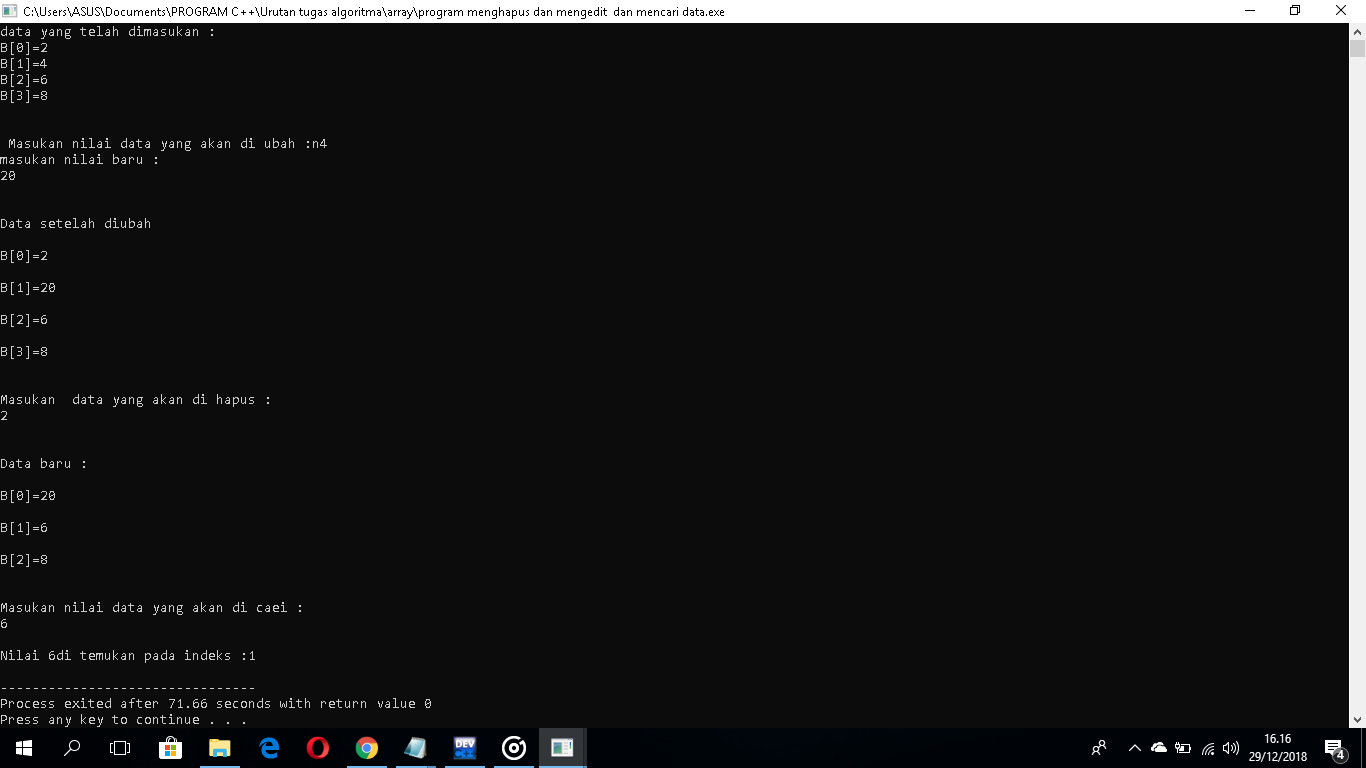 C:\Users\ASUS\Documents\PROGRAM C++\Urutan tugas algoritma\array\program menghapus dan mengedit  dan mencari data.exe
data yang telah dimasukan :
B[0]=2
B[1]=4
B[2]=6
B[3]=8
Masukan nilai data yang akan di ubah :n4
masukan nilai baru :
20
Data setelah diubah
B[0]=2
B[1]=20
B[2]=6
B[3]=8
Masukan  data yang akan di hapus :
2
Data baru :
B[0]=20
B[1]=6
B[2]=8
Masukan nilai data yang akan di caei :
6
Nilai 6di temukan pada indeks :1
--------------------------------
Process exited after 71.66 seconds with return value 0
Press any key to continue . . .
DEV
16.16
29/12/2018
4